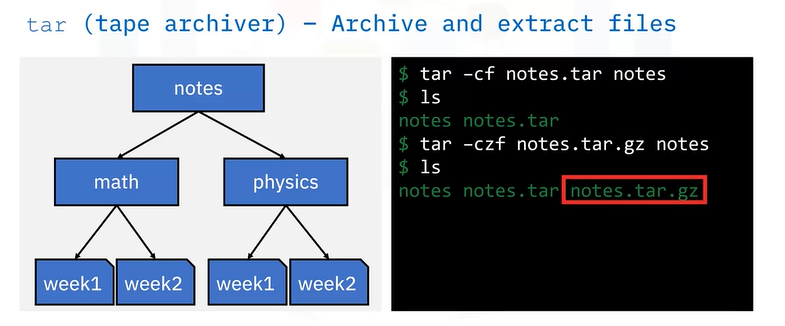 tar (tape archiver) – Archive and extract files
notes
math physics
week1 week2 week1 week2
$ tar –cf notes.tar notes
$ ls
notes notes.tar
$ tar –czf notes.tar.gz notes
$ ls
notes notes.tar notes.tar.gz